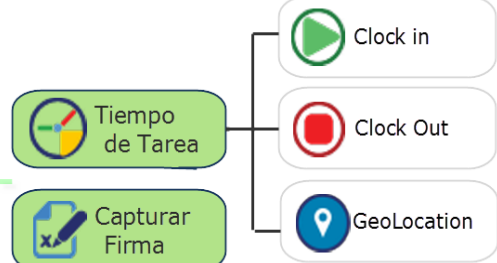 Clock in
Tiempo
de Tarea
Clock Out
Capturar
Firma
GeoLocation